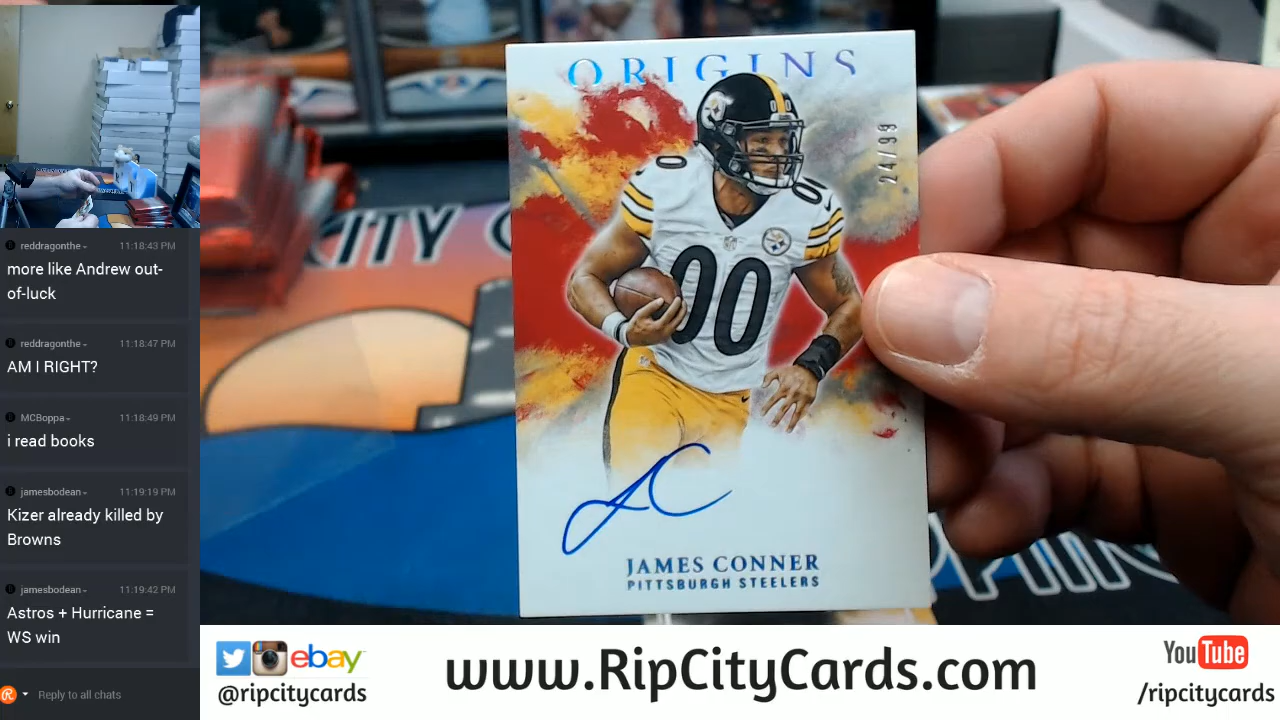 reddragonthe
11:18:43 PM
more like Andrew out-
of-luck
reddragonthe
11:18:47 PM
AM I RIGHT?
MCBoppa
11:18:49 PM
i read books
jamesbodean
11:19:19 PM
Kizer already killed by
Browns
jamesbodean
11:19:42 PM
Astros + Hurricane =
WS win
Reply to all chats
ORIGINS
24/99
00
00
JAMES CONNER
PITTSBURGH STEELERS
ITY
ebay
@ripcitycards
www.RipCityCards.com
YouTube
/ripcitycards